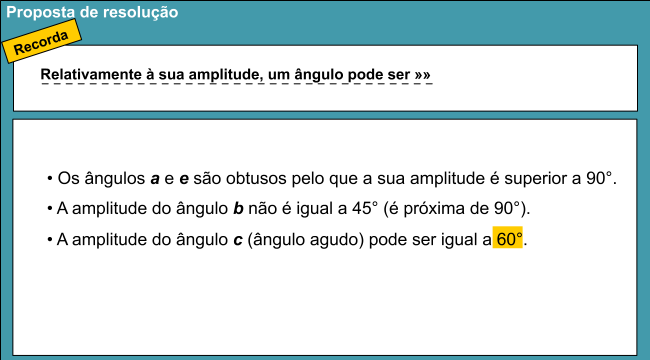 Proposta de resolução
Recorda
Relativamente à sua amplitude, um ângulo pode ser »»
• Os ângulos a e e são obtusos pelo que a sua amplitude é superior a 90°.
• A amplitude do ângulo b não é igual a 45° (é próxima de 90°).
• A amplitude do ângulo c (ângulo agudo) pode ser igual a 60°.